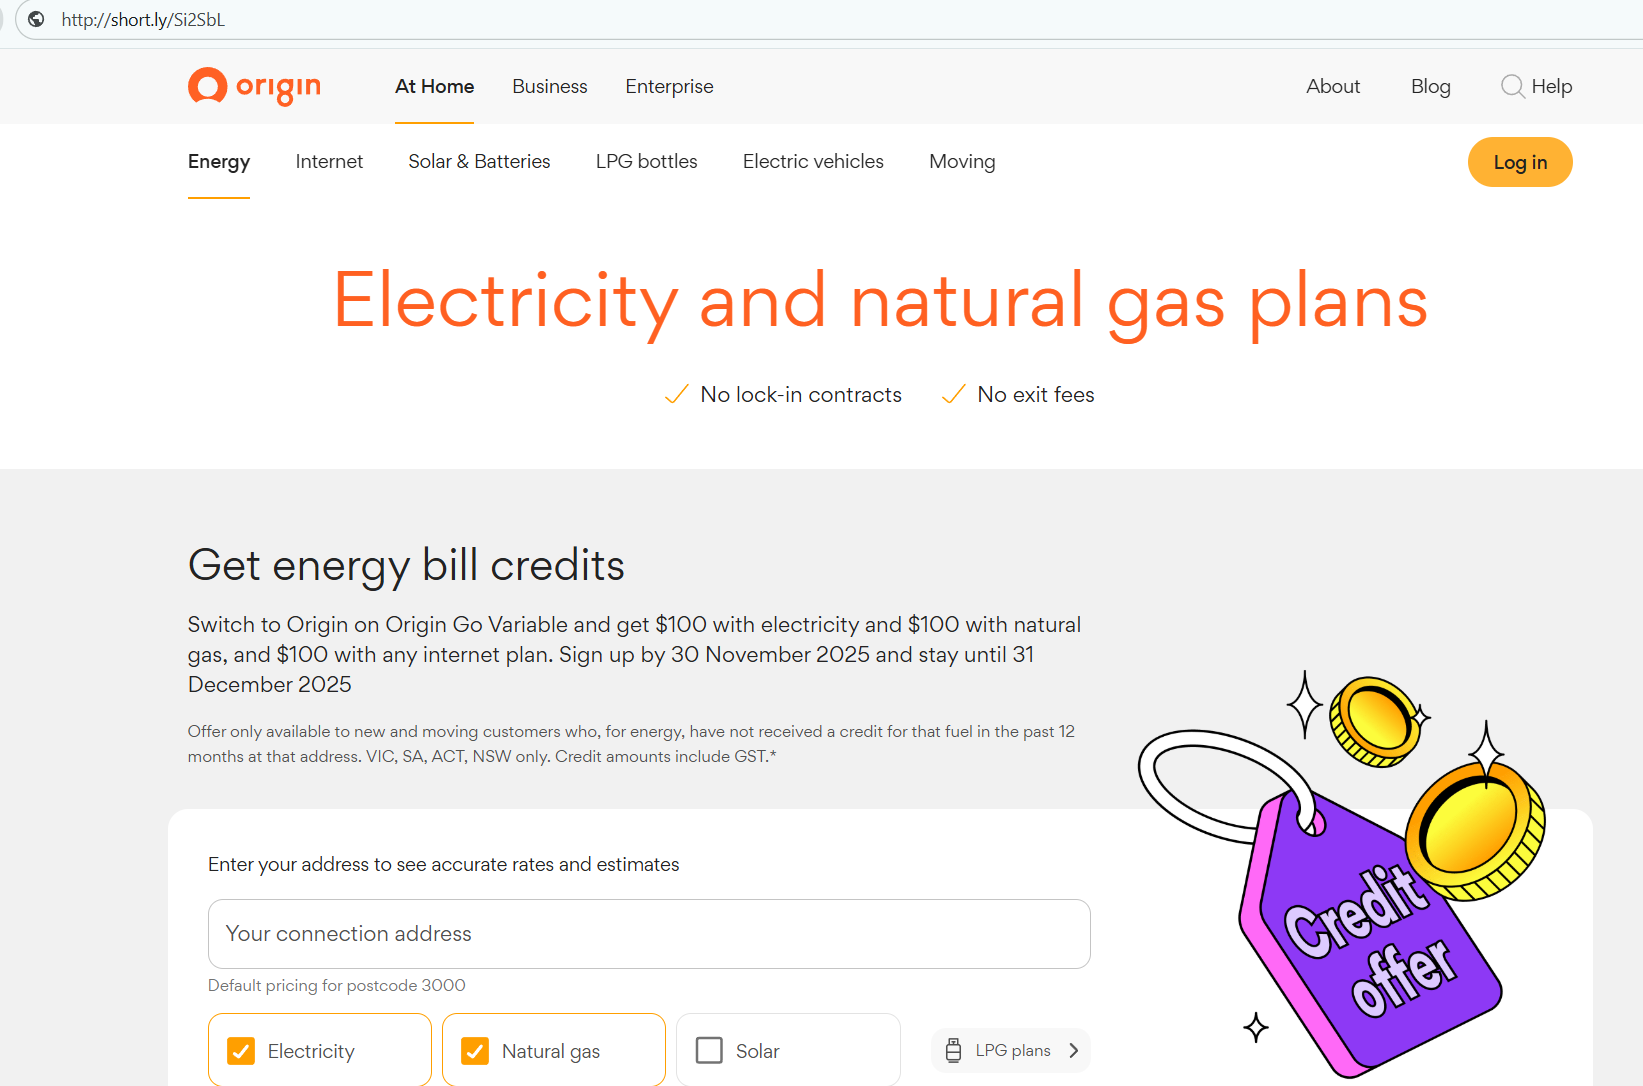 http://short.ly/Si2SbL
origin
At Home
Business
Enterprise
About
Blog
Help
Energy
Internet
Solar & Batteries
LPG bottles
Electric vehicles
Moving
Log in
Electricity and natural gas plans
No lock-in contracts
No exit fees
Get energy bill credits
Switch to Origin on Origin Go Variable and get $100 with electricity and $100 with natural
gas, and $100 with any internet plan. Sign up by 30 November 2025 and stay until 31
December 2025
Offer only available to new and moving customers who, for energy, have not received a credit for that fuel in the past 12
months at that address. VIC, SA, ACT, NSW only. Credit amounts include GST.*
Enter your address to see accurate rates and estimates
Your connection address
Default pricing for postcode 3000
Electricity
Natural gas
Solar
LPG plans
Credit
offer